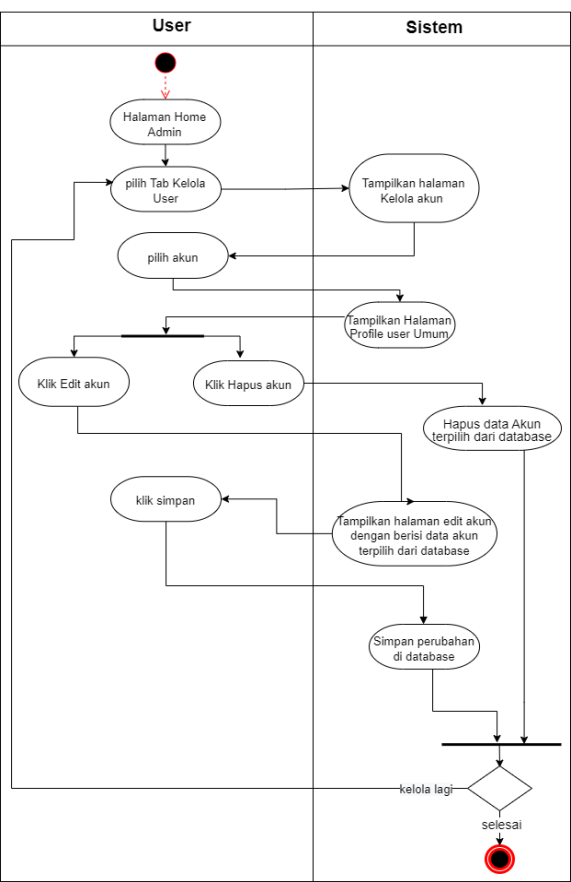 User
Sistem
Halaman Home
Admin
pilih Tab Kelola
User
Tampilkan halaman
Kelola akun
pilih akun
Tampilkan Halaman
Profile user Umum
Klik Edit akun
Klik Hapus akun
Hapus data Akun
terpilih dari database
klik simpan
Tampilkan halaman edit akun
dengan berisi data akun
terpilih dari database
Simpan perubahan
di database
kelola lagi
selesai